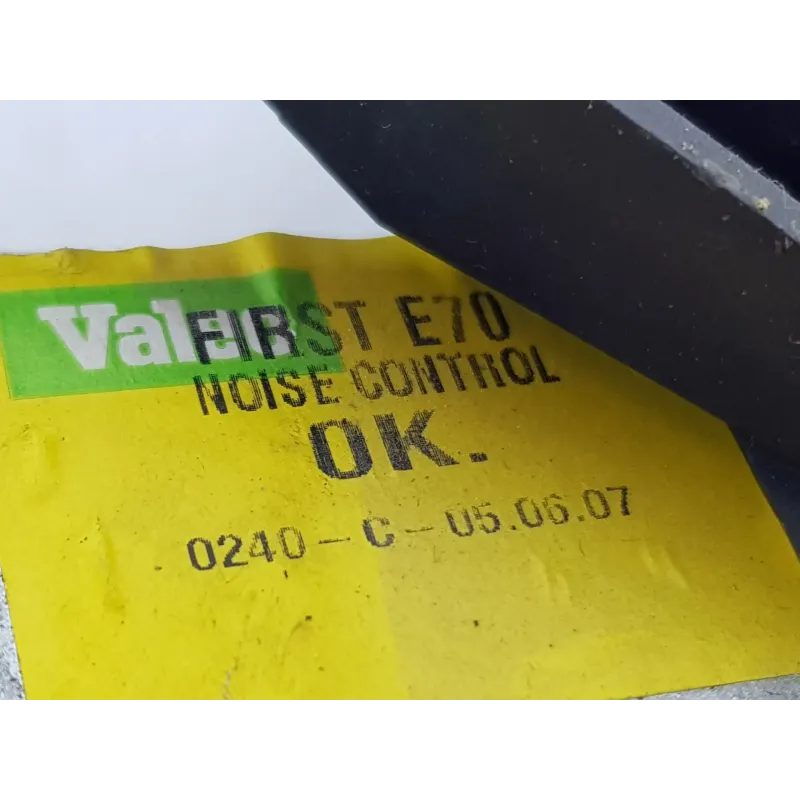 Valeo
FIRST E70
NOISE CONTROL
OK.
0240-C-05.06.07